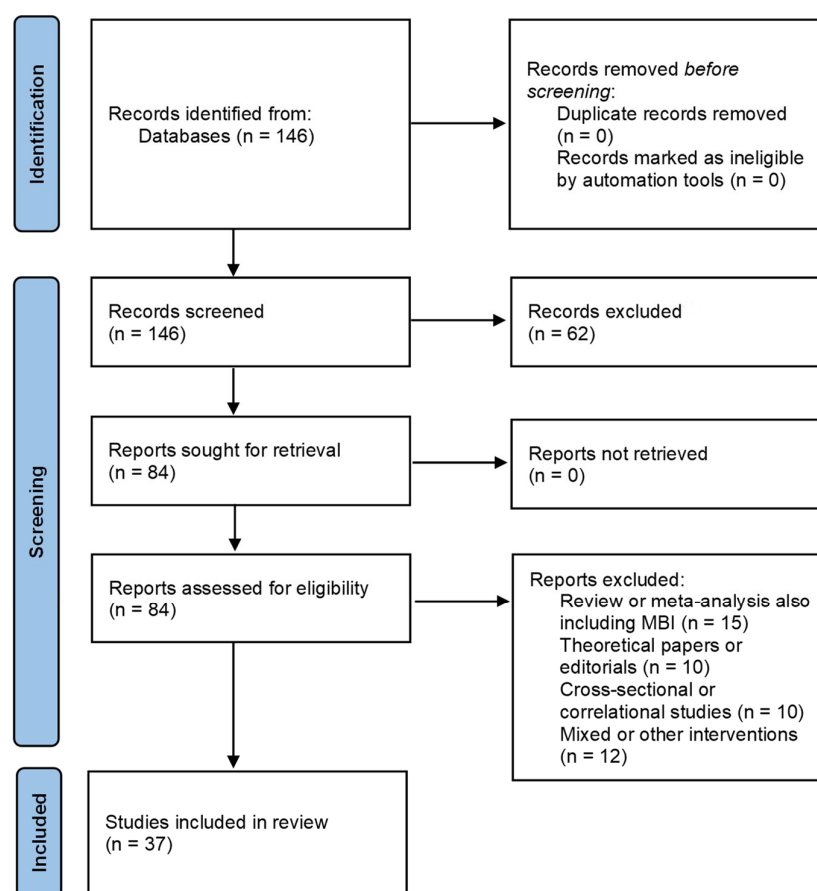 Identification
Records identified from:
Databases (n = 146)
Records removed before
screening:
Duplicate records removed
(n = 0)
Records marked as ineligible
by automation tools (n = 0)
Screening
Records screened
(n = 146)
Records excluded
(n = 62)
Reports sought for retrieval
(n = 84)
Reports not retrieved
(n = 0)
Reports assessed for eligibility
(n = 84)
Reports excluded:
Review or meta-analysis also
including MBI (n = 15)
Theoretical papers or
editorials (n = 10)
Cross-sectional or
correlational studies (n = 10)
Mixed or other interventions
(n = 12)
Included
Studies included in review
(n = 37)